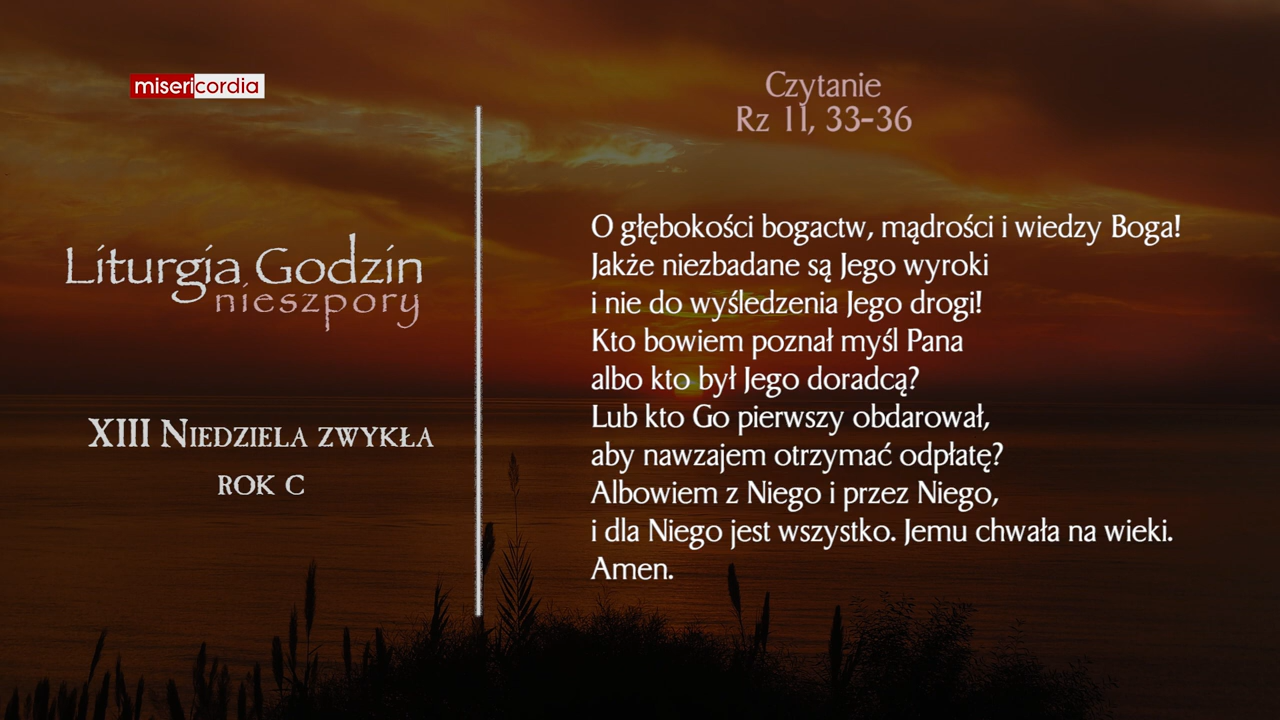 misericordia
Liturgia Godzin
nieszpory
XIII Niedziela zwykła
rok C
Czytanie
Rz 11, 33-36
O głębokości bogactw, mądrości i wiedzy Boga!
Jakże niezbadane są Jego wyroki
i nie do wyśledzenia Jego drogi!
Kto bowiem poznał myśl Pana
albo kto był Jego doradcą?
Lub kto Go pierwszy obdarował,
aby nawzajem otrzymać odpłatę?
Albowiem z Niego i przez Niego,
i dla Niego jest wszystko. Jemu chwała na wieki.
Amen.